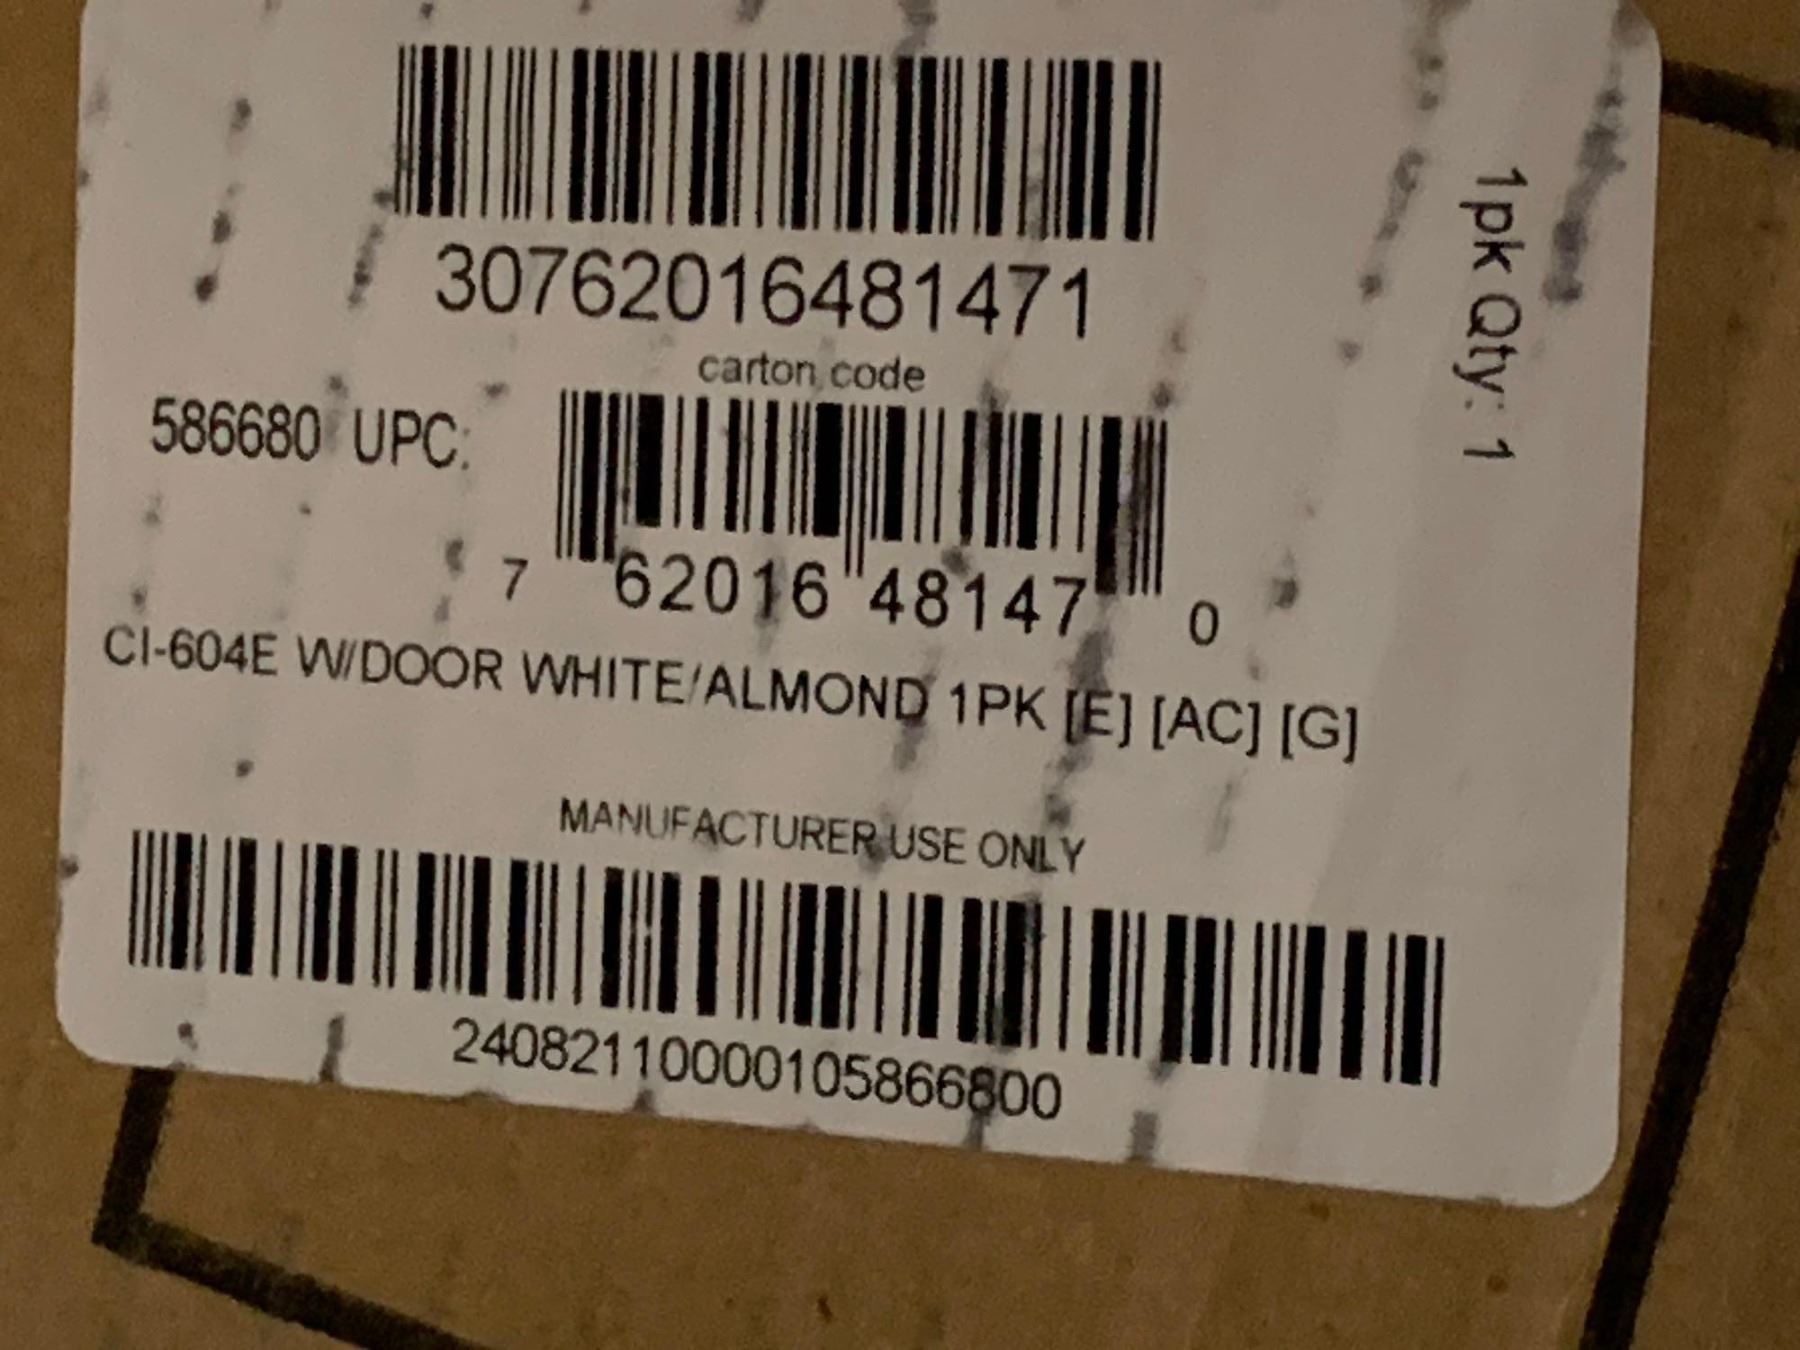 30762016481471
carton code
586680 UPC:
7 62016 48147 0
CI-604E W/DOOR WHITE/ALMOND 1PK [E] [AC] [G]
MANUFACTURER USE ONLY
24082110000105866800
1pk Qty: 1